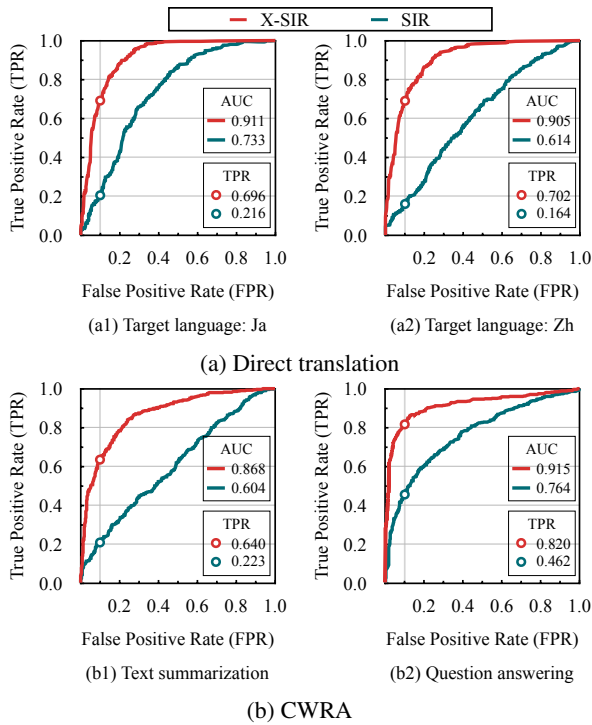 X-SIR SIR
True Positive Rate (TPR)
1.0
0.8
0.6
0.4
0.2
0.0
AUC
0.911
0.733
TPR
0.696
0.216
0.2 0.4 0.6 0.8 1.0
False Positive Rate (FPR)
(a1) Target language: Ja
True Positive Rate (TPR)
1.0
0.8
0.6
0.4
0.2
0.0
AUC
0.905
0.614
TPR
0.702
0.164
0.2 0.4 0.6 0.8 1.0
False Positive Rate (FPR)
(a2) Target language: Zh
(a) Direct translation
True Positive Rate (TPR)
1.0
0.8
0.6
0.4
0.2
0.0
AUC
0.868
0.604
TPR
0.640
0.223
0.2 0.4 0.6 0.8 1.0
False Positive Rate (FPR)
(b1) Text summarization
True Positive Rate (TPR)
1.0
0.8
0.6
0.4
0.2
0.0
AUC
0.915
0.764
TPR
0.820
0.462
0.2 0.4 0.6 0.8 1.0
False Positive Rate (FPR)
(b2) Question answering
(b) CWRA